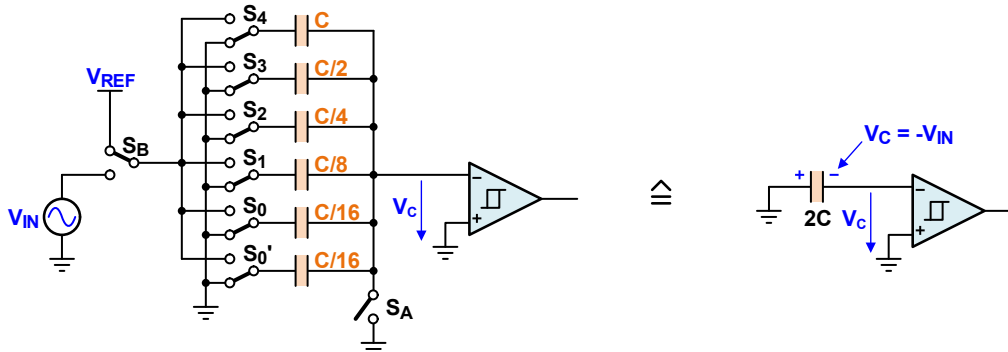 S4
C
S3
C/2
VREF
S2
C/4
SB
S1
C/8
VIN
S0
C/16
S0'
C/16
VC
−
+
SA
≙
VC = -VIN
+
−
2C
VC
−
+